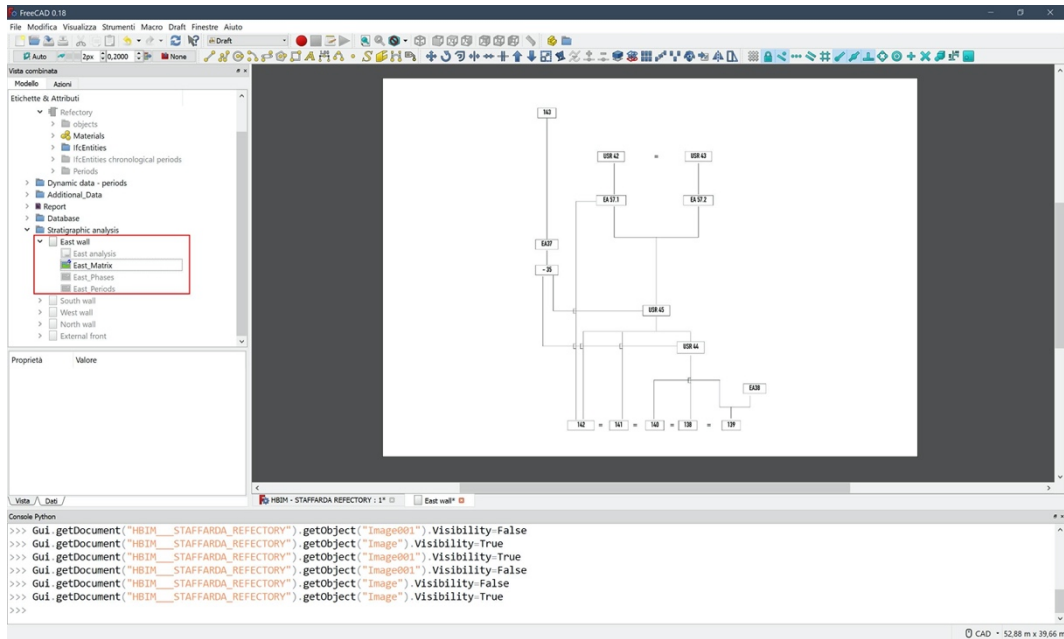 FreeCAD 0.18
File Modifica Visualizza Strumenti Macro Draft Finestre Aiuto
Draft
Auto 2px 0,2000 None
Vista combinata
Modello Azioni
Etichette & Attributi
Refectory
objects
Materials
IfcEntities
IfcEntities chronological periods
Periods
Dynamic data - periods
Additional_Data
Report
Database
Stratigraphic analysis
East wall
East analysis
East_Matrix
East_Phases
East_Periods
South wall
West wall
North wall
External front
Proprietà Valore
Vista Dati
143
USR 42 = USR 43
EA 57.1 EA 57.2
EA37
- 35
USR 45
USR 44
EA38
142 = 141 = 140 = 138 = 139
HBIM - STAFFARDA REFECTORY : 1* East wall*
Console Python
>>> Gui.getDocument("HBIM___STAFFARDA_REFECTORY").getObject("Image001").Visibility=False
>>> Gui.getDocument("HBIM___STAFFARDA_REFECTORY").getObject("Image").Visibility=True
>>> Gui.getDocument("HBIM___STAFFARDA_REFECTORY").getObject("Image001").Visibility=True
>>> Gui.getDocument("HBIM___STAFFARDA_REFECTORY").getObject("Image001").Visibility=False
>>> Gui.getDocument("HBIM___STAFFARDA_REFECTORY").getObject("Image").Visibility=False
>>> Gui.getDocument("HBIM___STAFFARDA_REFECTORY").getObject("Image").Visibility=True
>>>
CAD 52,88 m x 39,66 m